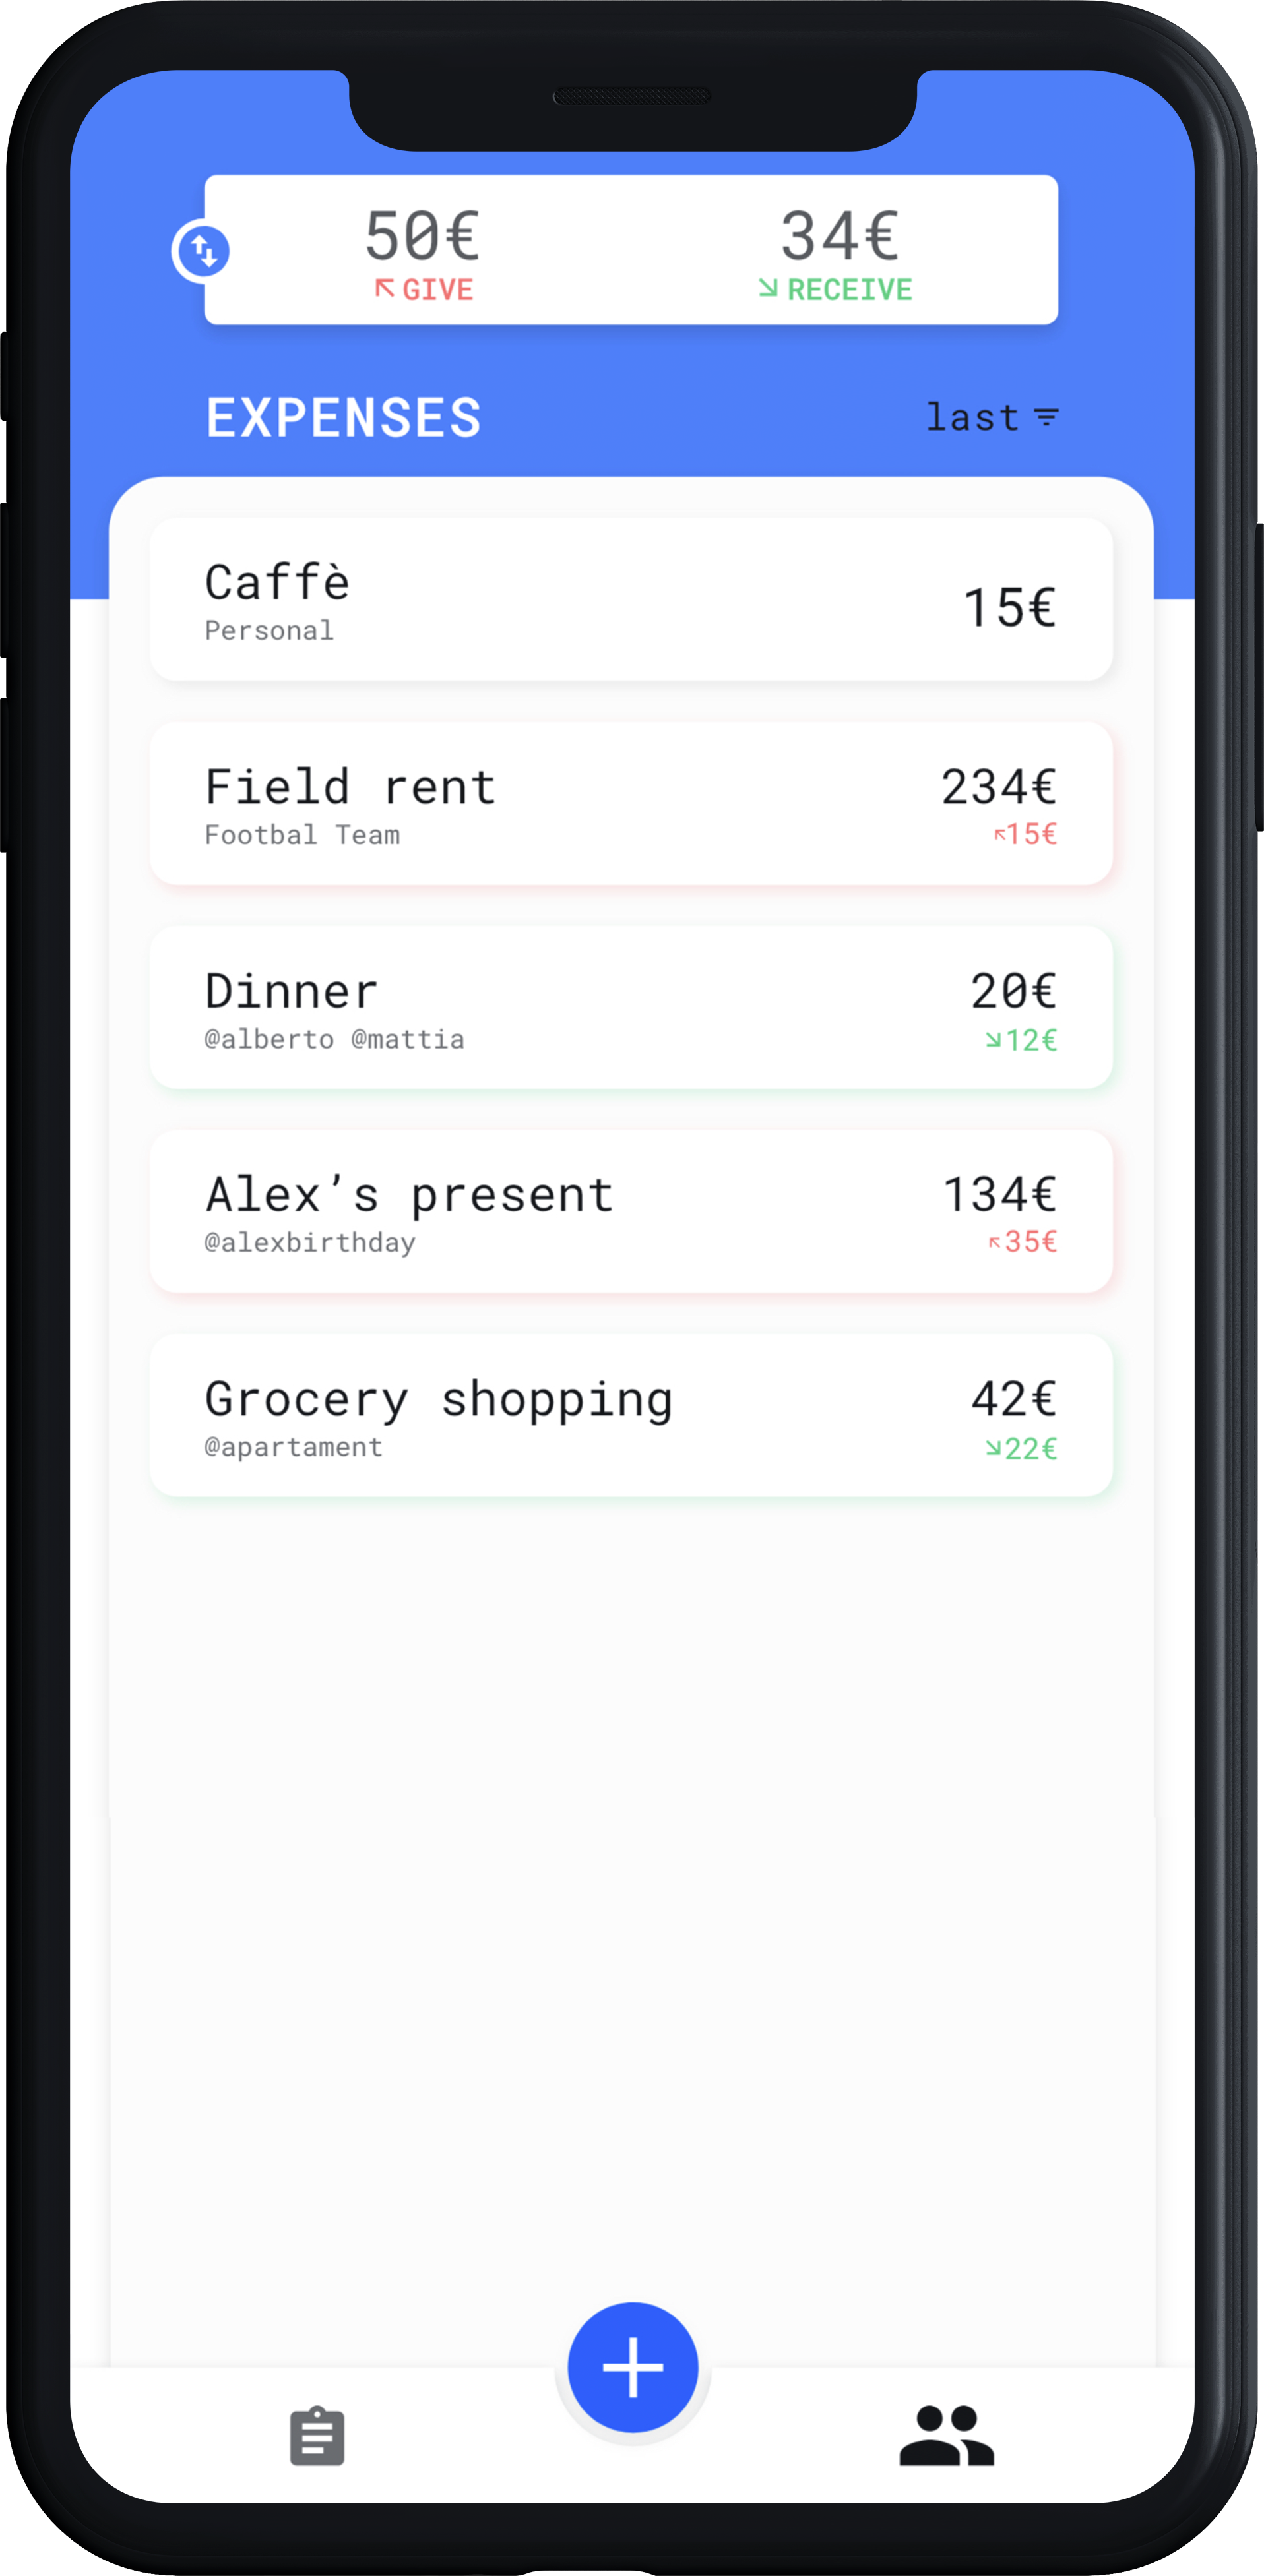 50€ 34€
GIVE RECEIVE
EXPENSES last
Caffè
Personal
15€
Field rent
Footbal Team
234€
15€
Dinner
@alberto @mattia
20€
12€
Alex’s present
@alexbirthday
134€
35€
Grocery shopping
@apartament
42€
22€